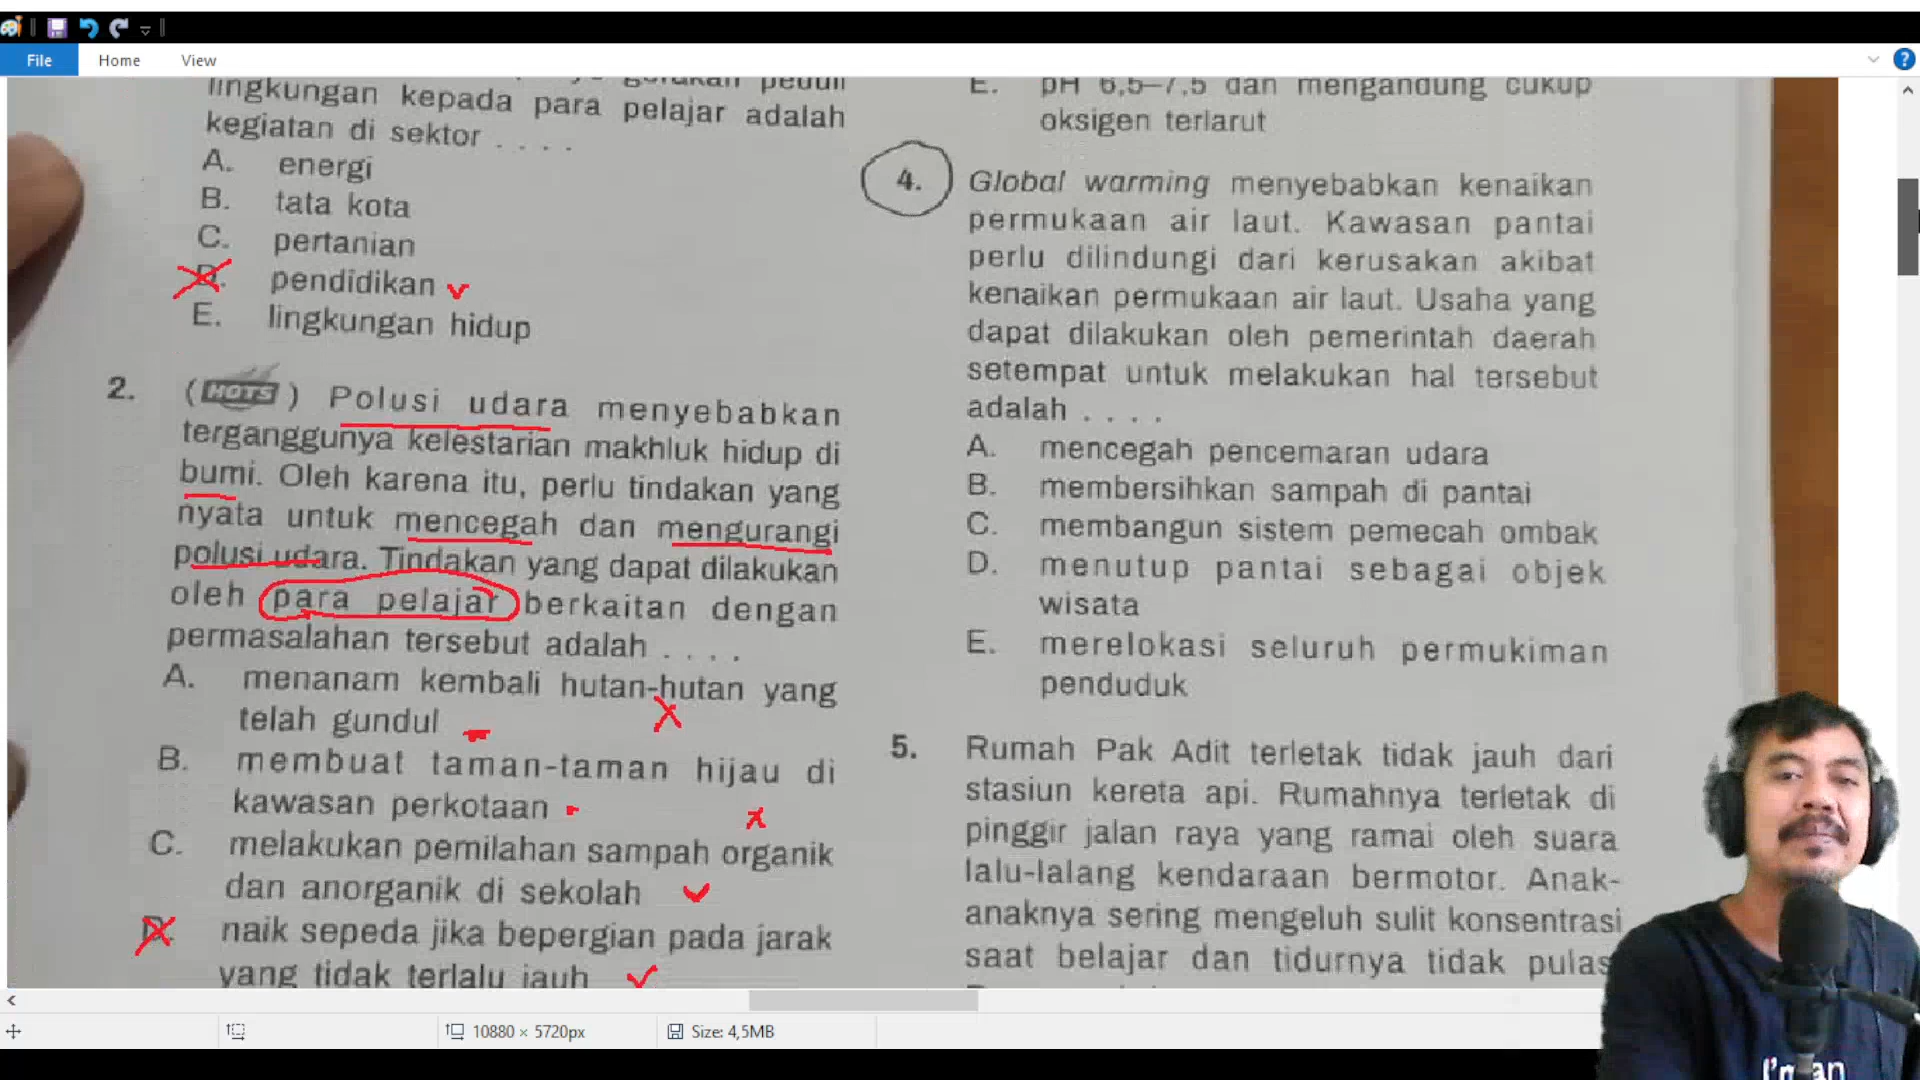 File Home View
lingkungan kepada para pelajar adalah
kegiatan di sektor . . . .
A. energi
B. tata kota
C. pertanian
D. pendidikan
E. lingkungan hidup
2. (HOTS) Polusi udara menyebabkan
terganggunya kelestarian makhluk hidup di
bumi. Oleh karena itu, perlu tindakan yang
nyata untuk mencegah dan mengurangi
polusi udara. Tindakan yang dapat dilakukan
oleh para pelajar berkaitan dengan
permasalahan tersebut adalah . . . .
A. menanam kembali hutan-hutan yang
telah gundul
B. membuat taman-taman hijau di
kawasan perkotaan
C. melakukan pemilahan sampah organik
dan anorganik di sekolah
D. naik sepeda jika bepergian pada jarak
yang tidak terlalu jauh
E. pH 6,5–7,5 dan mengandung cukup
oksigen terlarut
4. Global warming menyebabkan kenaikan
permukaan air laut. Kawasan pantai
perlu dilindungi dari kerusakan akibat
kenaikan permukaan air laut. Usaha yang
dapat dilakukan oleh pemerintah daerah
setempat untuk melakukan hal tersebut
adalah . . . .
A. mencegah pencemaran udara
B. membersihkan sampah di pantai
C. membangun sistem pemecah ombak
D. menutup pantai sebagai objek
wisata
E. merelokasi seluruh permukiman
penduduk
5. Rumah Pak Adit terletak tidak jauh dari
stasiun kereta api. Rumahnya terletak di
pinggir jalan raya yang ramai oleh suara
lalu-lalang kendaraan bermotor. Anak-
anaknya sering mengeluh sulit konsentrasi
saat belajar dan tidurnya tidak pulas
10880 × 5720px Size: 4,5MB